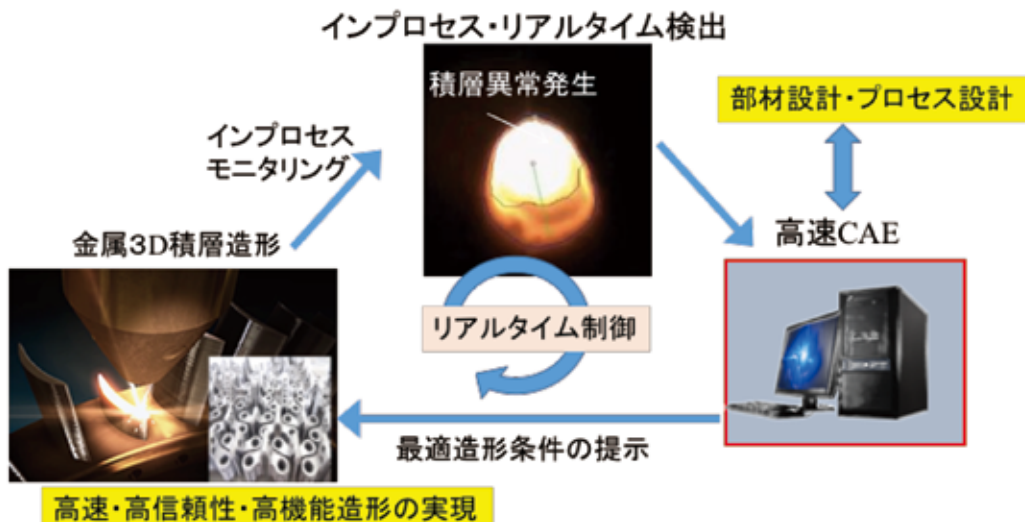 インプロセス・リアルタイム検出
積層異常発生
部材設計・プロセス設計
インプロセス
モニタリング
高速CAE
金属3D積層造形
リアルタイム制御
最適造形条件の提示
高速・高信頼性・高機能造形の実現